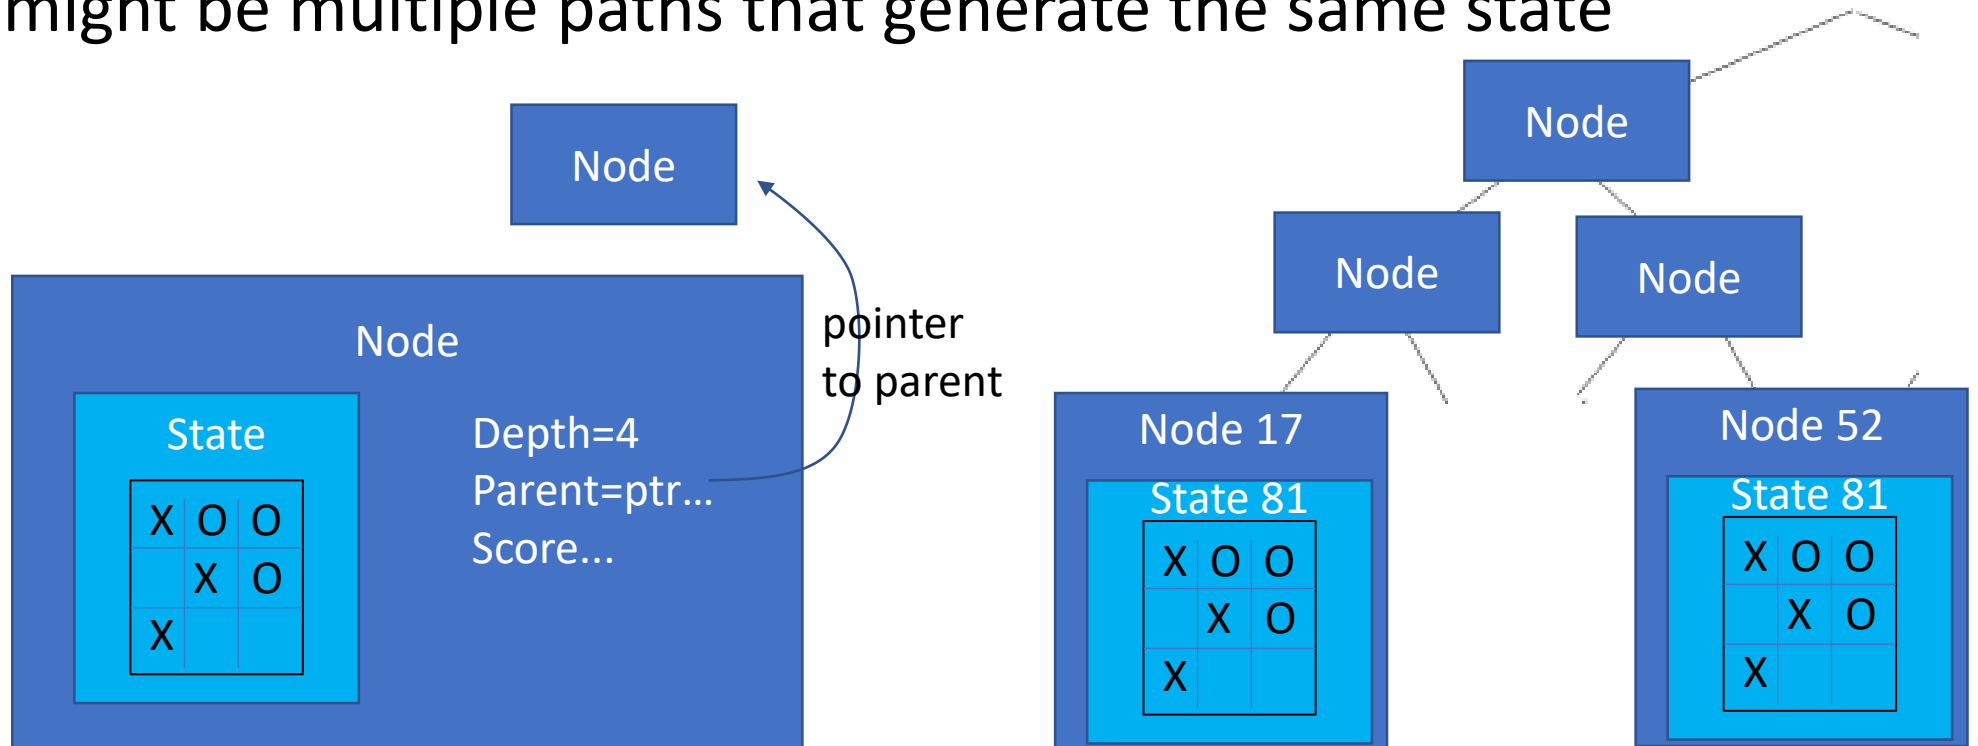 might be multiple paths that generate the same state
Node
Node
State
X O O
X O
X
Depth=4
Parent=ptr...
Score...
pointer
to parent
Node
Node
Node
Node 17
State 81
X O O
X O
X
Node 52
State 81
X O O
X O
X